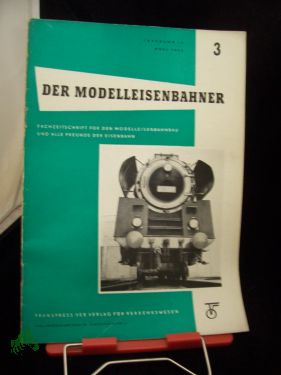 3
DER MODELLEISENBAHNER
FACHZEITSCHRIFT FÜR DEN MODELLEISENBAHNBAU
UND ALLE FREUNDE DER EISENBAHN
TRANSPRESS VEB VERLAG FÜR VERKEHRSWESEN